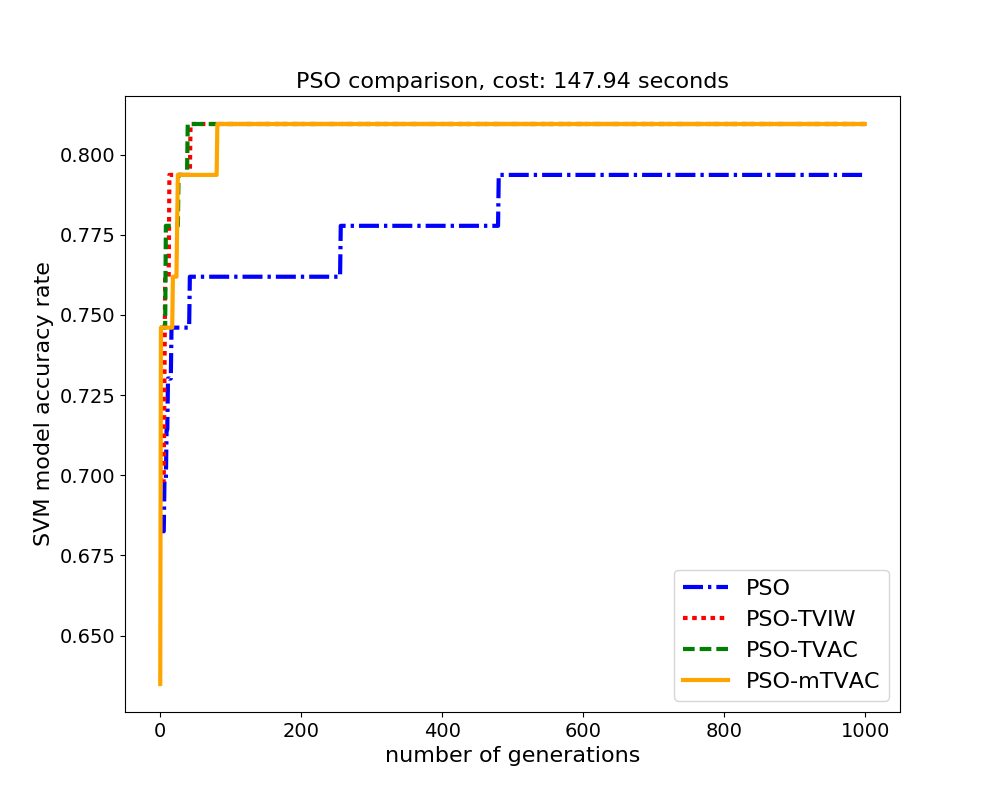 PSO comparison, cost: 147.94 seconds
SVM model accuracy rate
0.800
0.775
0.750
0.725
0.700
0.675
0.650
0
200
400
600
800
1000
number of generations
PSO
PSO-TVIW
PSO-TVAC
PSO-mTVAC